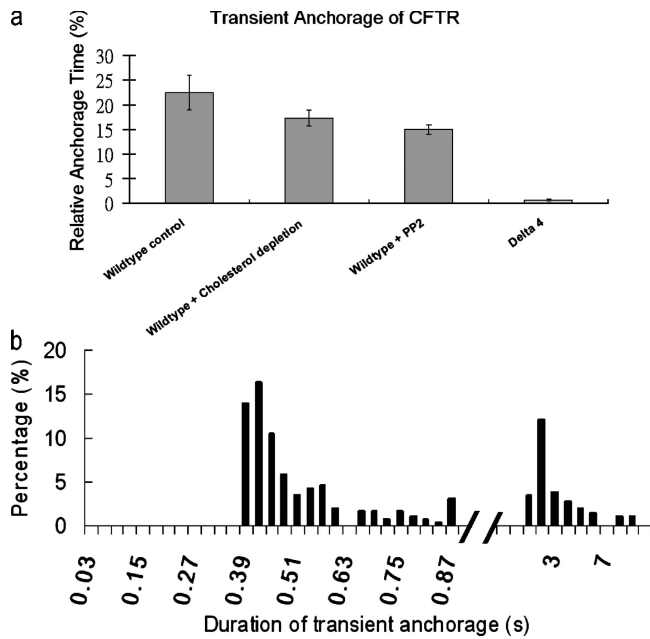 a
Transient Anchorage of CFTR
Relative Anchorage Time (%)
30
25
20
15
10
5
0
Wildtype control
Wildtype + Cholesterol depletion
Wildtype + PP2
Delta 4
b
Percentage (%)
20
15
10
5
0
0.03
0.15
0.27
0.39
0.51
0.63
0.75
0.87
3
7
Duration of transient anchorage (s)